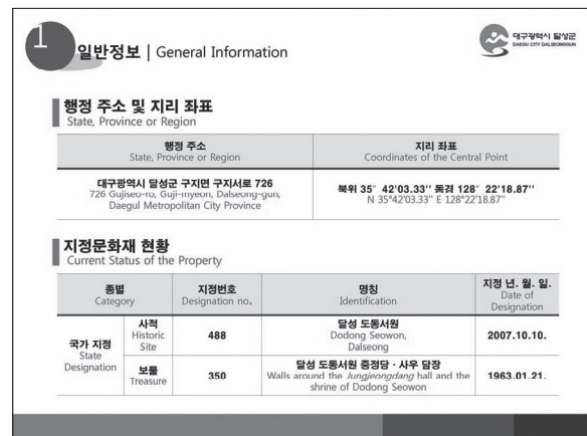 1
일반정보 | General Information
대구광역시 달성군
DAEGU CITY DALSEONGGUN
행정 주소 및 지리 좌표
State, Province or Region
행정 주소
State, Province or Region
지리 좌표
Coordinates of the Central Point
대구광역시 달성군 구지면 구지서로 726
726 Gujiseo-ro, Guji-myeon, Dalseong-gun,
Daegul Metropolitan City Province
북위 35° 42'03.33'' 동경 128° 22'18.87''
N 35°42'03.33'' E 128°22'18.87''
지정문화재 현황
Current Status of the Property
종별
Category
지정번호
Designation no.
명칭
Identification
지정 년. 월. 일.
Date of
Designation
국가 지정
State
Designation
사적
Historic
Site
488
달성 도동서원
Dodong Seowon,
Dalseong
2007.10.10.
보물
Treasure
350
달성 도동서원 중정당 · 사우 담장
Walls around the Jungjeongdang hall and the
shrine of Dodong Seowon
1963.01.21.